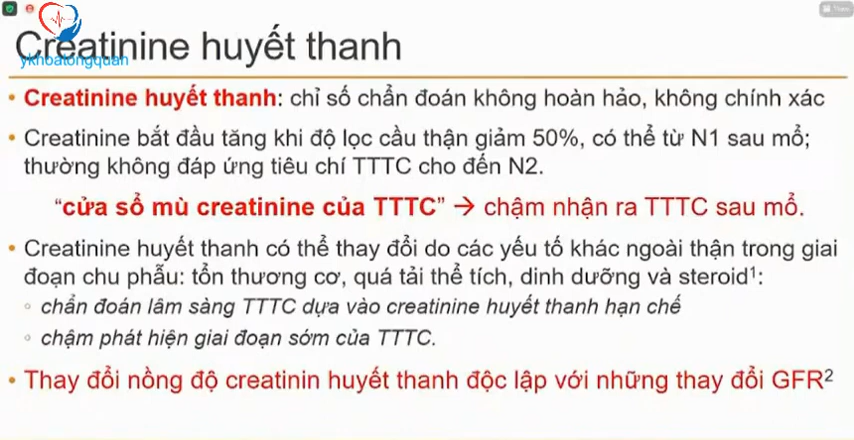 Creatinine huyết thanh
ykhoatongquan
• Creatinine huyết thanh: chỉ số chẩn đoán không hoàn hảo, không chính xác
• Creatinine bắt đầu tăng khi độ lọc cầu thận giảm 50%, có thể từ N1 sau mổ;
thường không đáp ứng tiêu chí TTTC cho đến N2.
“cửa sổ mù creatinine của TTTC” → chậm nhận ra TTTC sau mổ.
• Creatinine huyết thanh có thể thay đổi do các yếu tố khác ngoài thận trong giai
đoạn chu phẫu: tổn thương cơ, quá tải thể tích, dinh dưỡng và steroid¹:
◦ chẩn đoán lâm sàng TTTC dựa vào creatinine huyết thanh hạn chế
◦ chậm phát hiện giai đoạn sớm của TTTC.
• Thay đổi nồng độ creatinin huyết thanh độc lập với những thay đổi GFR²